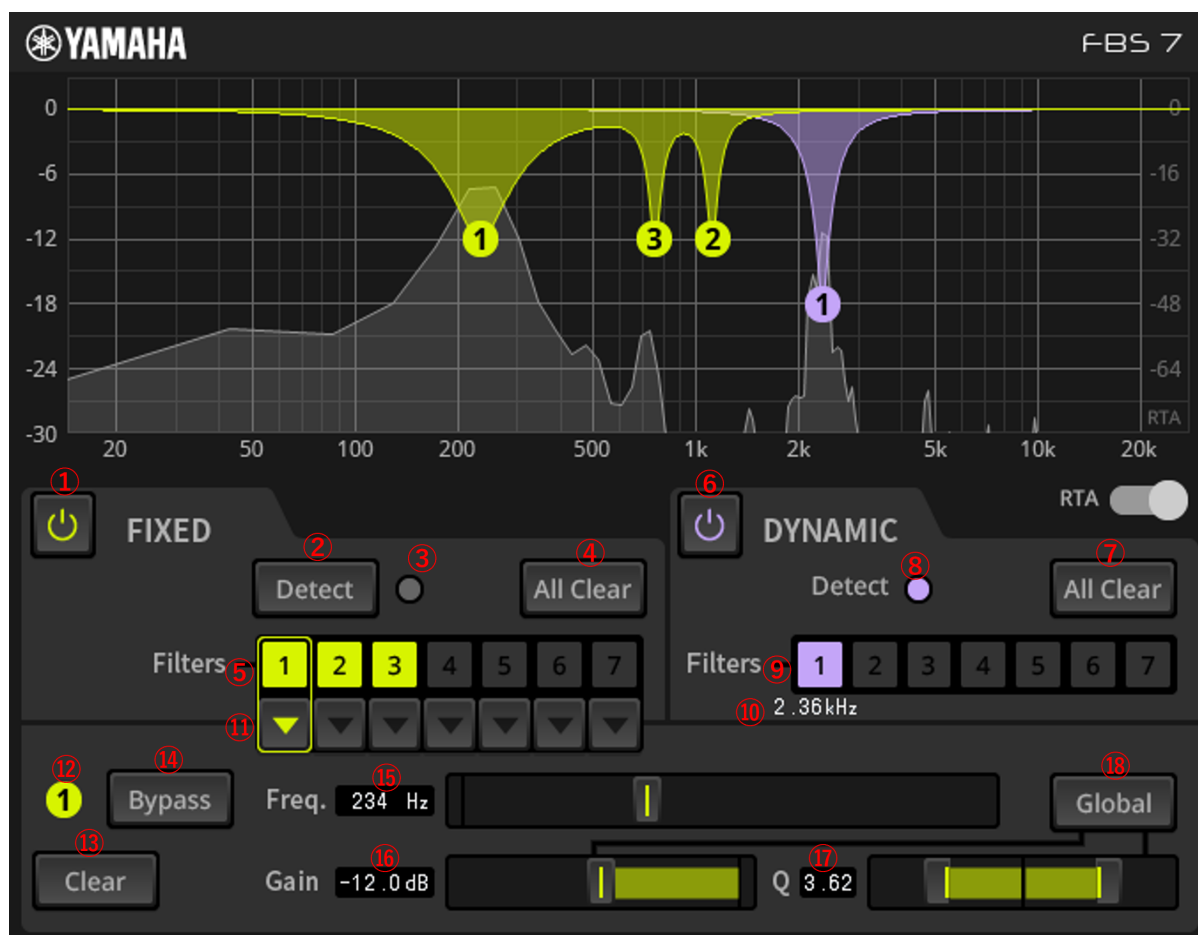 YAMAHA FBS 7
0 0
-6 -16
-12 1 3 2 -32
-18 1 -48
-24 -64
-30 RTA
20 50 100 200 500 1k 2k 5k 10k 20k
① ⑥ RTA
FIXED DYNAMIC
② ③ ④ ⑧ ⑦
Detect All Clear Detect All Clear
Filters ⑤ 1 2 3 4 5 6 7 Filters ⑨ 1 2 3 4 5 6 7
⑪ ⑩ 2.36kHz
⑫ ⑭ ⑮ ⑱
1 Bypass Freq. 234 Hz Global
⑬ ⑯ ⑰
Clear Gain -12.0dB Q 3.62